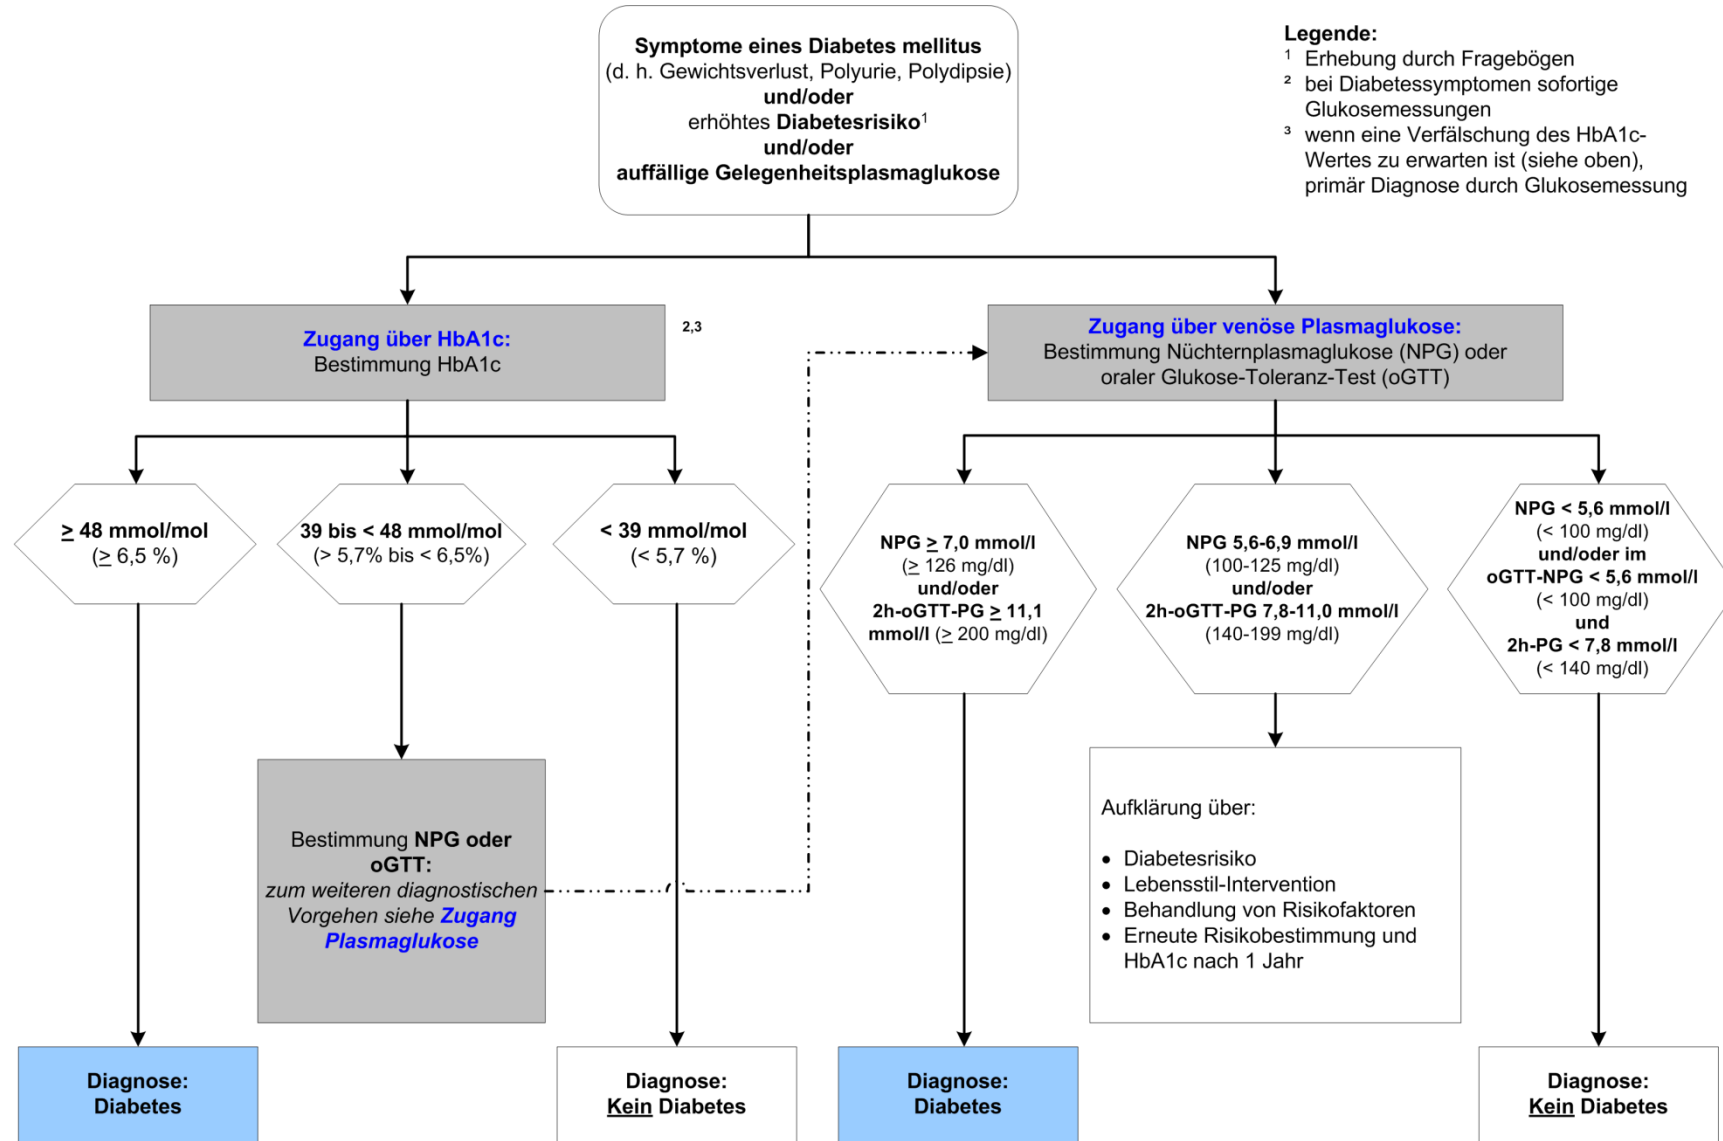 Symptome eines Diabetes mellitus
(d. h. Gewichtsverlust, Polyurie, Polydipsie)
und/oder
erhöhtes Diabetesrisiko¹
und/oder
auffällige Gelegenheitsplasmaglukose
Legende:
¹ Erhebung durch Fragebögen
² bei Diabetessymptomen sofortige
Glukosemessungen
³ wenn eine Verfälschung des HbA1c-
Wertes zu erwarten ist (siehe oben),
primär Diagnose durch Glukosemessung
Zugang über HbA1c:
Bestimmung HbA1c
2,3
Zugang über venöse Plasmaglukose:
Bestimmung Nüchternplasmaglukose (NPG) oder
oraler Glukose-Toleranz-Test (oGTT)
≥ 48 mmol/mol
(≥ 6,5 %)
39 bis < 48 mmol/mol
(> 5,7% bis < 6,5%)
< 39 mmol/mol
(< 5,7 %)
NPG ≥ 7,0 mmol/l
(≥ 126 mg/dl)
und/oder
2h-oGTT-PG ≥ 11,1
mmol/l (≥ 200 mg/dl)
NPG 5,6-6,9 mmol/l
(100-125 mg/dl)
und/oder
2h-oGTT-PG 7,8-11,0 mmol/l
(140-199 mg/dl)
NPG < 5,6 mmol/l
(< 100 mg/dl)
und/oder im
oGTT-NPG < 5,6 mmol/l
(< 100 mg/dl)
und
2h-PG < 7,8 mmol/l
(< 140 mg/dl)
Bestimmung NPG oder
oGTT:
zum weiteren diagnostischen
Vorgehen siehe Zugang
Plasmaglukose
Aufklärung über:
• Diabetesrisiko
• Lebensstil-Intervention
• Behandlung von Risikofaktoren
• Erneute Risikobestimmung und
HbA1c nach 1 Jahr
Diagnose:
Diabetes
Diagnose:
Kein Diabetes
Diagnose:
Diabetes
Diagnose:
Kein Diabetes